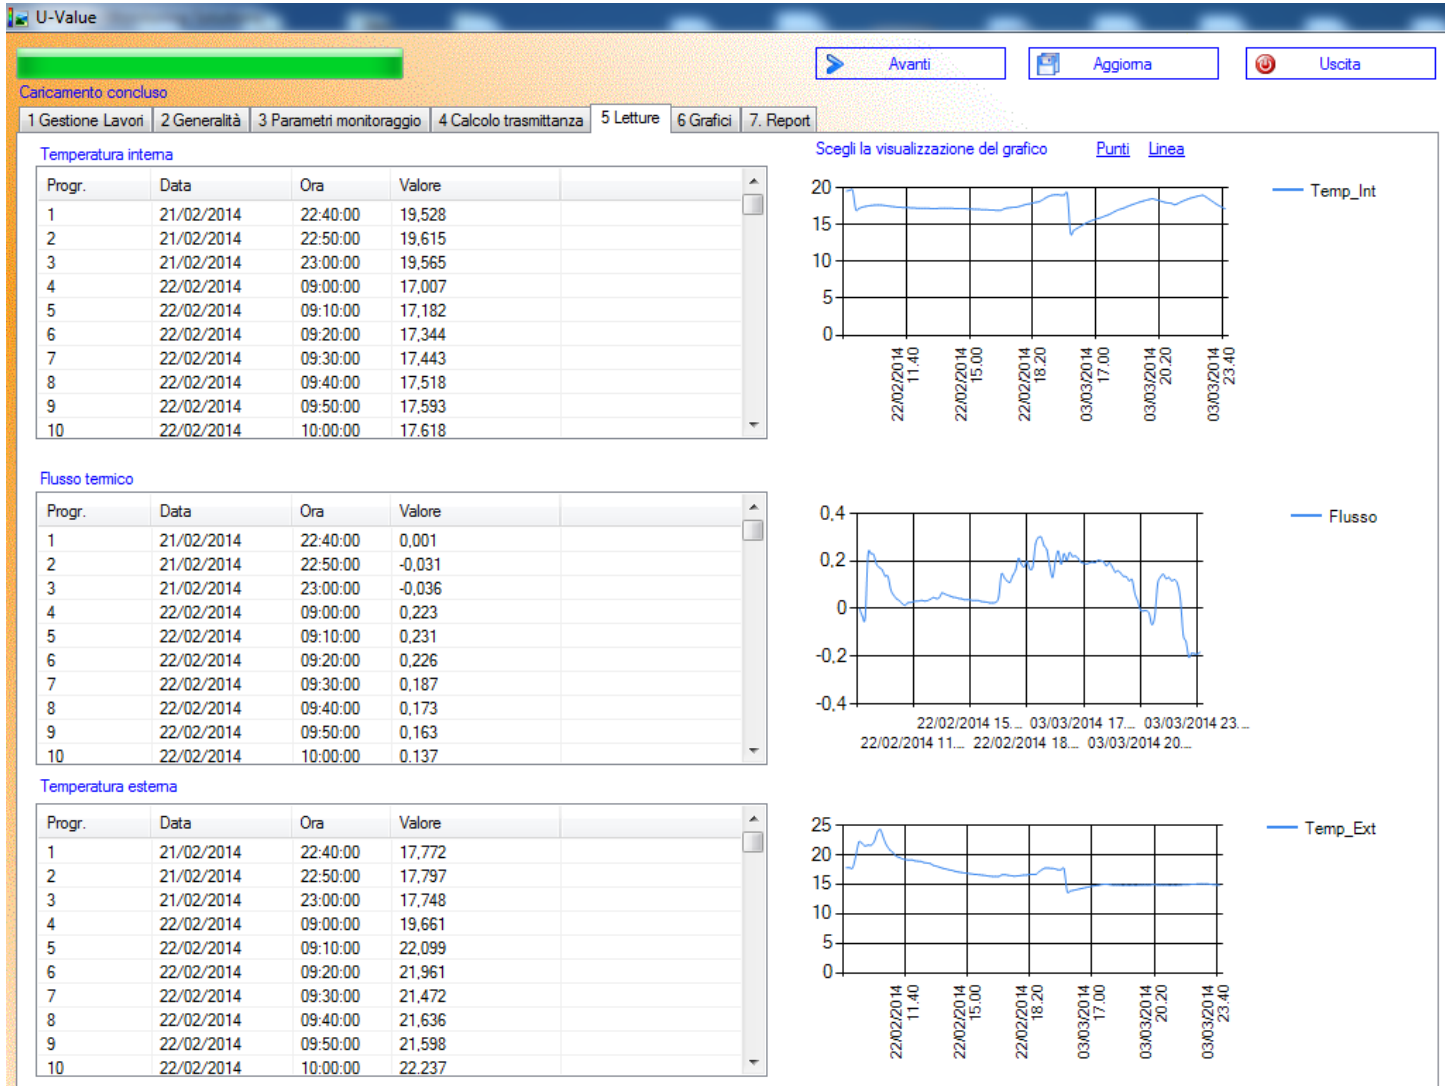 U-Value
Avanti
Aggiorna
Uscita
Caricamento concluso
1 Gestione Lavori 2 Generalità 3 Parametri monitoraggio 4 Calcolo trasmittanza 5 Letture 6 Grafici 7. Report
Temperatura interna
Progr. Data Ora Valore
1 21/02/2014 22:40:00 19,528
2 21/02/2014 22:50:00 19,615
3 21/02/2014 23:00:00 19,565
4 22/02/2014 09:00:00 17,007
5 22/02/2014 09:10:00 17,182
6 22/02/2014 09:20:00 17,344
7 22/02/2014 09:30:00 17,443
8 22/02/2014 09:40:00 17,518
9 22/02/2014 09:50:00 17,593
10 22/02/2014 10:00:00 17.618
Scegli la visualizzazione del grafico Punti Linea
20
15
10
5
0
Temp_Int
22/02/2014 11.40
22/02/2014 15.00
22/02/2014 18.20
03/03/2014 17.00
03/03/2014 20.20
03/03/2014 23.40
Flusso termico
Progr. Data Ora Valore
1 21/02/2014 22:40:00 0,001
2 21/02/2014 22:50:00 -0,031
3 21/02/2014 23:00:00 -0,036
4 22/02/2014 09:00:00 0,223
5 22/02/2014 09:10:00 0,231
6 22/02/2014 09:20:00 0,226
7 22/02/2014 09:30:00 0,187
8 22/02/2014 09:40:00 0,173
9 22/02/2014 09:50:00 0,163
10 22/02/2014 10:00:00 0.137
0,4
0,2
0
-0,2
-0,4
Flusso
22/02/2014 15.... 03/03/2014 17.... 03/03/2014 23....
22/02/2014 11.... 22/02/2014 18.... 03/03/2014 20....
Temperatura esterna
Progr. Data Ora Valore
1 21/02/2014 22:40:00 17,772
2 21/02/2014 22:50:00 17,797
3 21/02/2014 23:00:00 17,748
4 22/02/2014 09:00:00 19,661
5 22/02/2014 09:10:00 22,099
6 22/02/2014 09:20:00 21,961
7 22/02/2014 09:30:00 21,472
8 22/02/2014 09:40:00 21,636
9 22/02/2014 09:50:00 21,598
10 22/02/2014 10:00:00 22.237
25
20
15
10
5
0
Temp_Ext
22/02/2014 11.40
22/02/2014 15.00
22/02/2014 18.20
03/03/2014 17.00
03/03/2014 20.20
03/03/2014 23.40